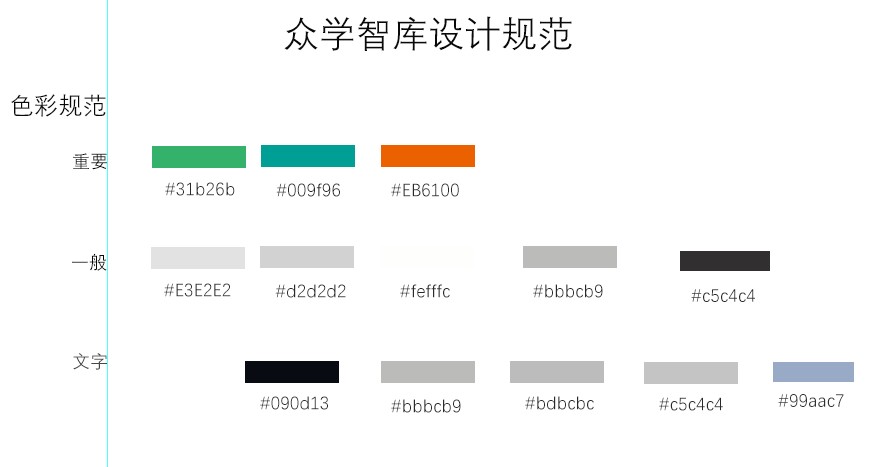 众学智库设计规范
色彩规范
重要
#31b26b #009f96 #EB6100
一般
#E3E2E2 #d2d2d2 #fefffc #bbbcb9 #c5c4c4
文字
#090d13 #bbbcb9 #bdbcbc #c5c4c4 #99aac7